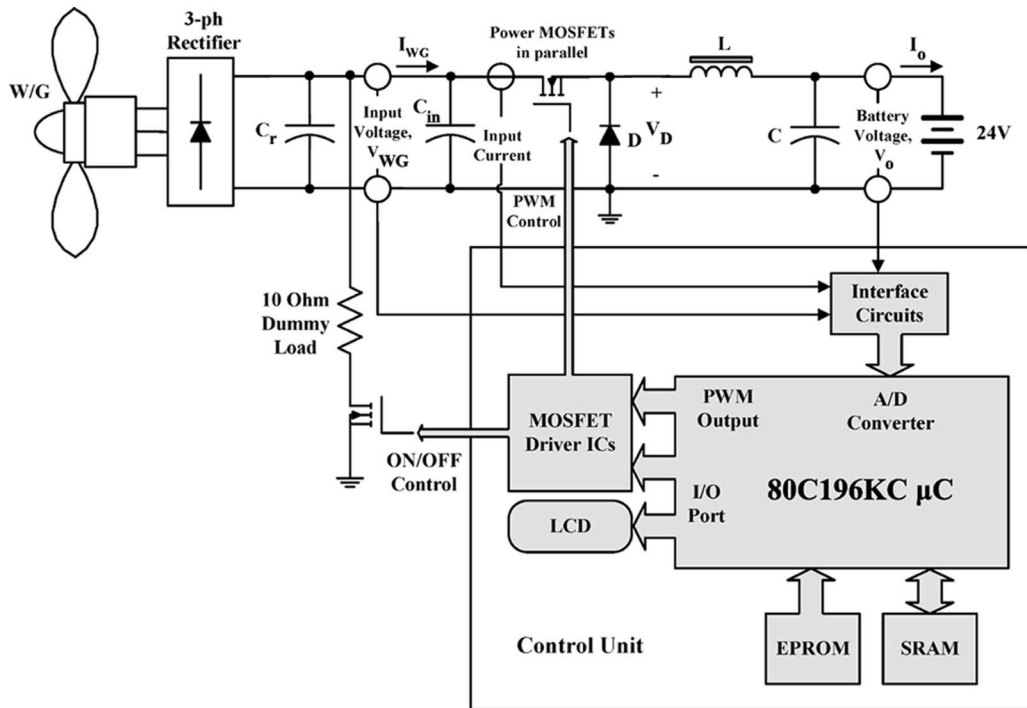 3-ph
Rectifier
W/G
C_r
I_WG
Input
Voltage,
V_WG
C_in
Input
Current
Power MOSFETs
in parallel
PWM
Control
D
+
V_D
-
L
C
I_o
Battery
Voltage,
V_o
24V
10 Ohm
Dummy
Load
ON/OFF
Control
MOSFET
Driver ICs
LCD
Interface
Circuits
PWM
Output
A/D
Converter
80C196KC μC
I/O
Port
EPROM
SRAM
Control Unit